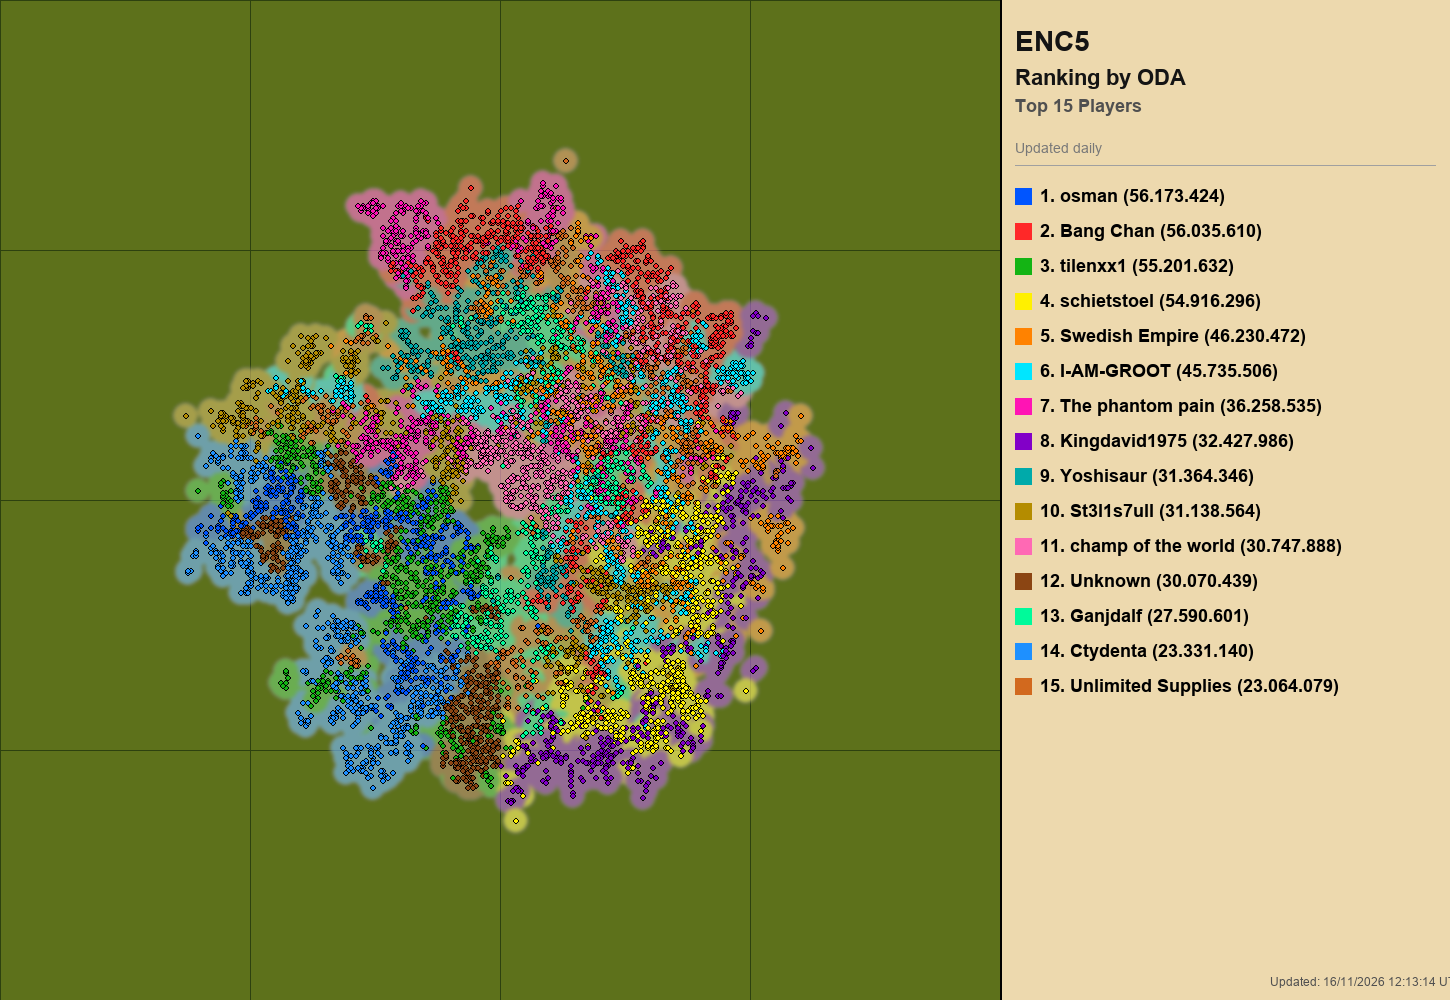 ENC5
Ranking by ODA
Top 15 Players
Updated daily
1. osman (56.173.424)
2. Bang Chan (56.035.610)
3. tilenxx1 (55.201.632)
4. schietstoel (54.916.296)
5. Swedish Empire (46.230.472)
6. I-AM-GROOT (45.735.506)
7. The phantom pain (36.258.535)
8. Kingdavid1975 (32.427.986)
9. Yoshisaur (31.364.346)
10. St3l1s7ull (31.138.564)
11. champ of the world (30.747.888)
12. Unknown (30.070.439)
13. Ganjdalf (27.590.601)
14. Ctydenta (23.331.140)
15. Unlimited Supplies (23.064.079)
Updated: 16/11/2026 12:13:14